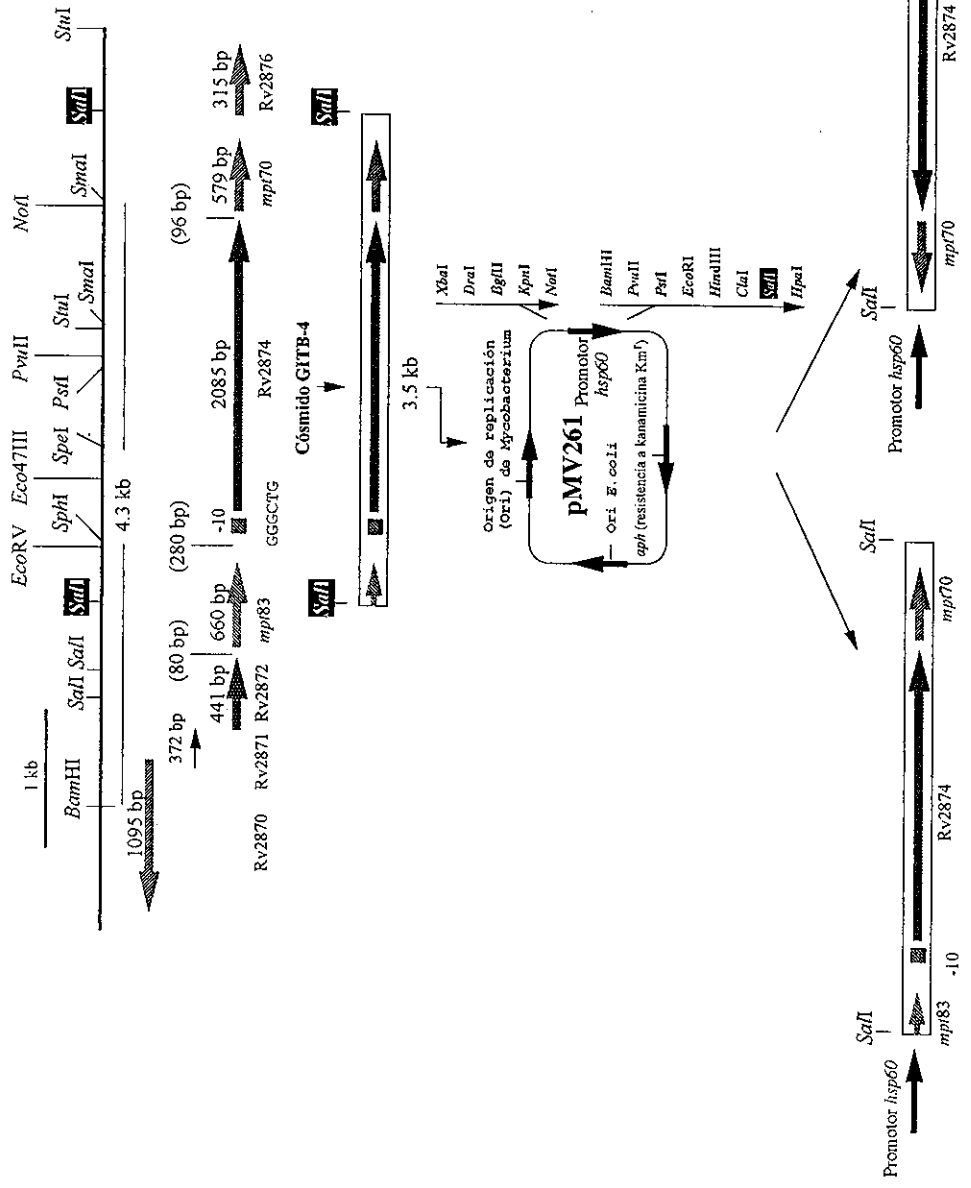 1 kb
BamHI
SalI
SalI
SalI
EcoRV
SphI
Eco47III
SpeI
PstI
PvuII
StuI
SmaI
NotI
SmaI
SalI
StuI
4.3 kb
1095 bp
372 bp
(80 bp)
(280 bp)
(96 bp)
441 bp
660 bp
-10
2085 bp
579 bp
315 bp
Rv2870
Rv2871
Rv2872
mpt83
GGGCTG
Rv2874
mpt70
Rv2876
Cósmido GITB-4
SalI
SalI
3.5 kb
XbaI
DraI
BglII
KpnI
NotI
Origen de replicación
(Ori) de Mycobacterium
pMV261
Promotor
hsp60
Ori E.coli
aph (resistencia a kanamicina Kmʳ)
BamHI
PvuII
PstI
EcoRI
HindIII
ClaI
SalI
HpaI
Promotor hsp60
SalI
SalI
mpt83
-10
Rv2874
mpt70
Promotor hsp60
SalI
mpt70
Rv2874